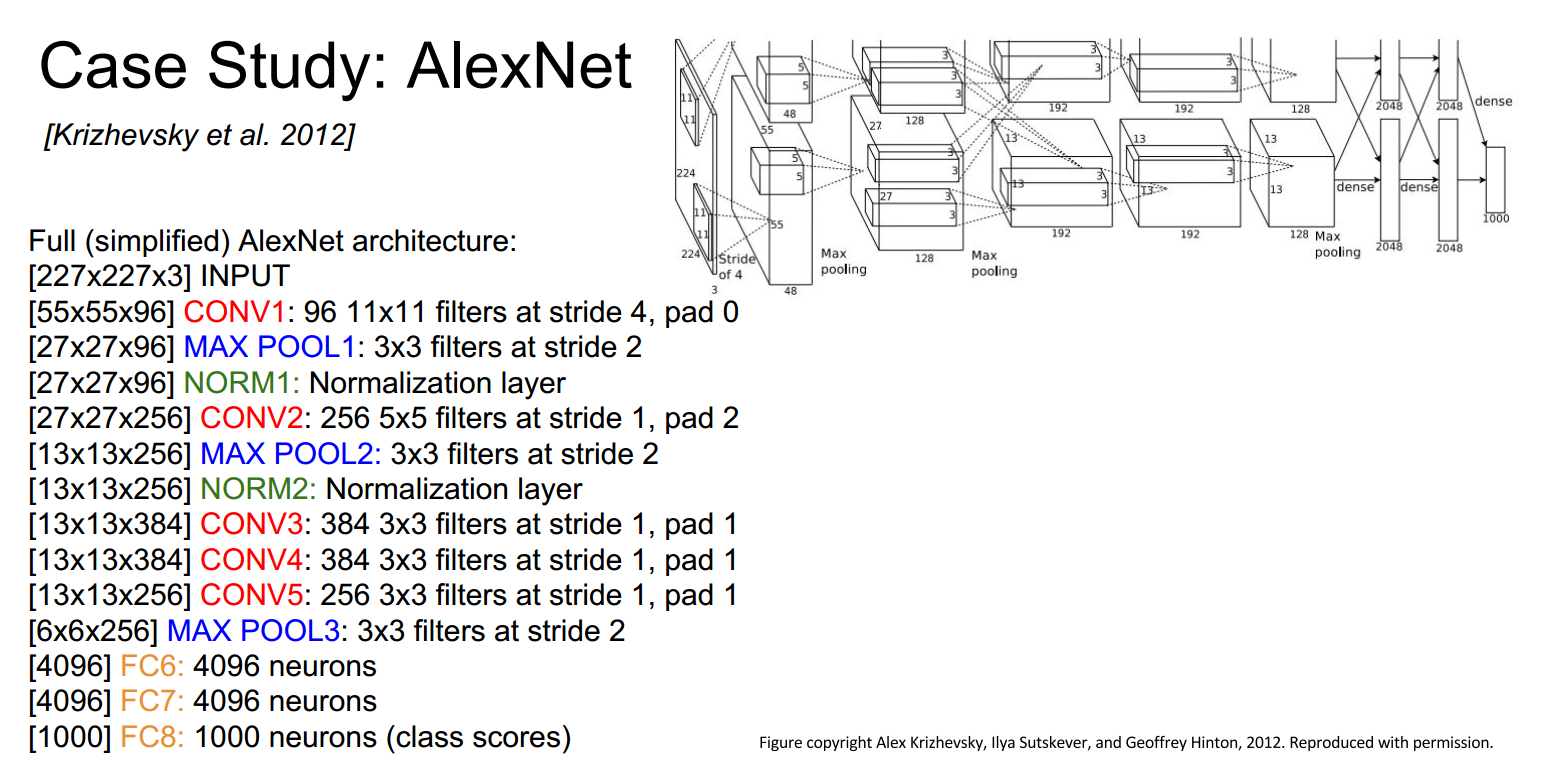 Case Study: AlexNet
[Krizhevsky et al. 2012]
Full (simplified) AlexNet architecture:
[227x227x3] INPUT
[55x55x96] CONV1: 96 11x11 filters at stride 4, pad 0
[27x27x96] MAX POOL1: 3x3 filters at stride 2
[27x27x96] NORM1: Normalization layer
[27x27x256] CONV2: 256 5x5 filters at stride 1, pad 2
[13x13x256] MAX POOL2: 3x3 filters at stride 2
[13x13x256] NORM2: Normalization layer
[13x13x384] CONV3: 384 3x3 filters at stride 1, pad 1
[13x13x384] CONV4: 384 3x3 filters at stride 1, pad 1
[13x13x256] CONV5: 256 3x3 filters at stride 1, pad 1
[6x6x256] MAX POOL3: 3x3 filters at stride 2
[4096] FC6: 4096 neurons
[4096] FC7: 4096 neurons
[1000] FC8: 1000 neurons (class scores)
5 3 3 3
11 5 3 3 3
11 48 128 192 192 128 2048 2048 dense
55 27
224 5 3 13 3 13 3 13
5 3 13 3 13 3 13
11 27 3 dense dense
11 55 3 192 192 128 Max 1000
224 Stride Max 128 Max pooling 2048 2048
of 4 pooling pooling
3 48
Figure copyright Alex Krizhevsky, Ilya Sutskever, and Geoffrey Hinton, 2012. Reproduced with permission.